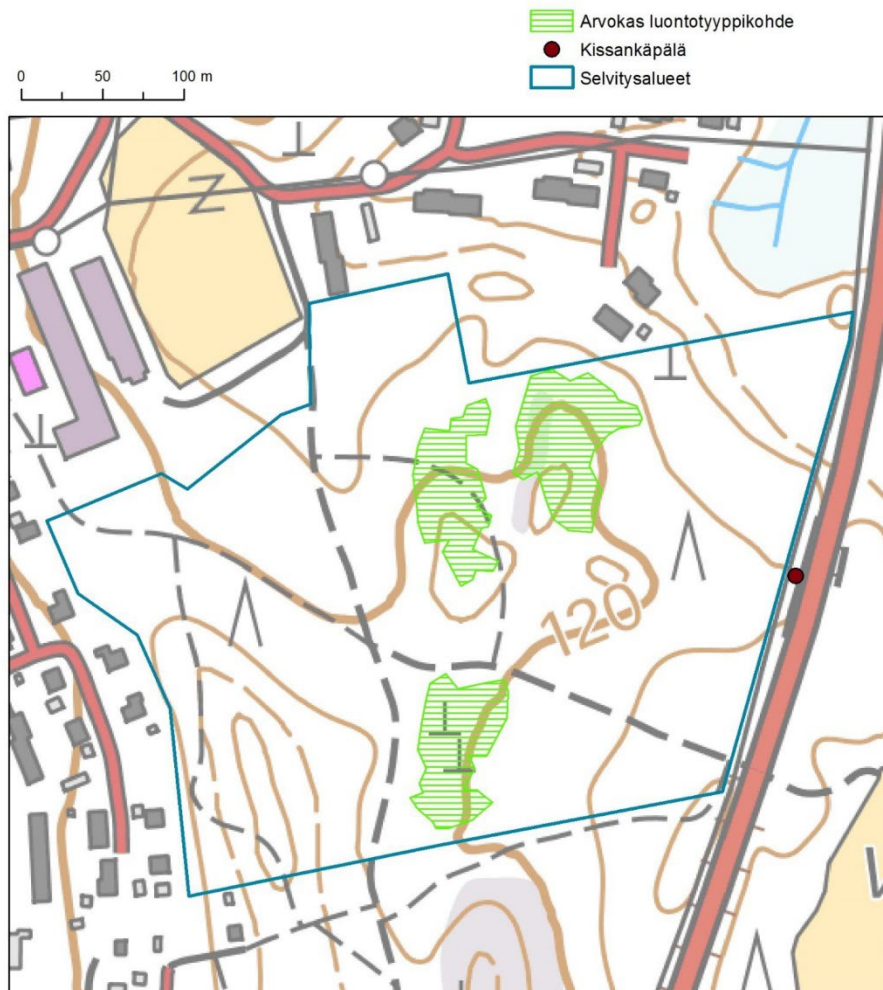 Arvokas luontotyyppikohde
Kissankäpälä
Selvitysalueet
0 50 100 m
120